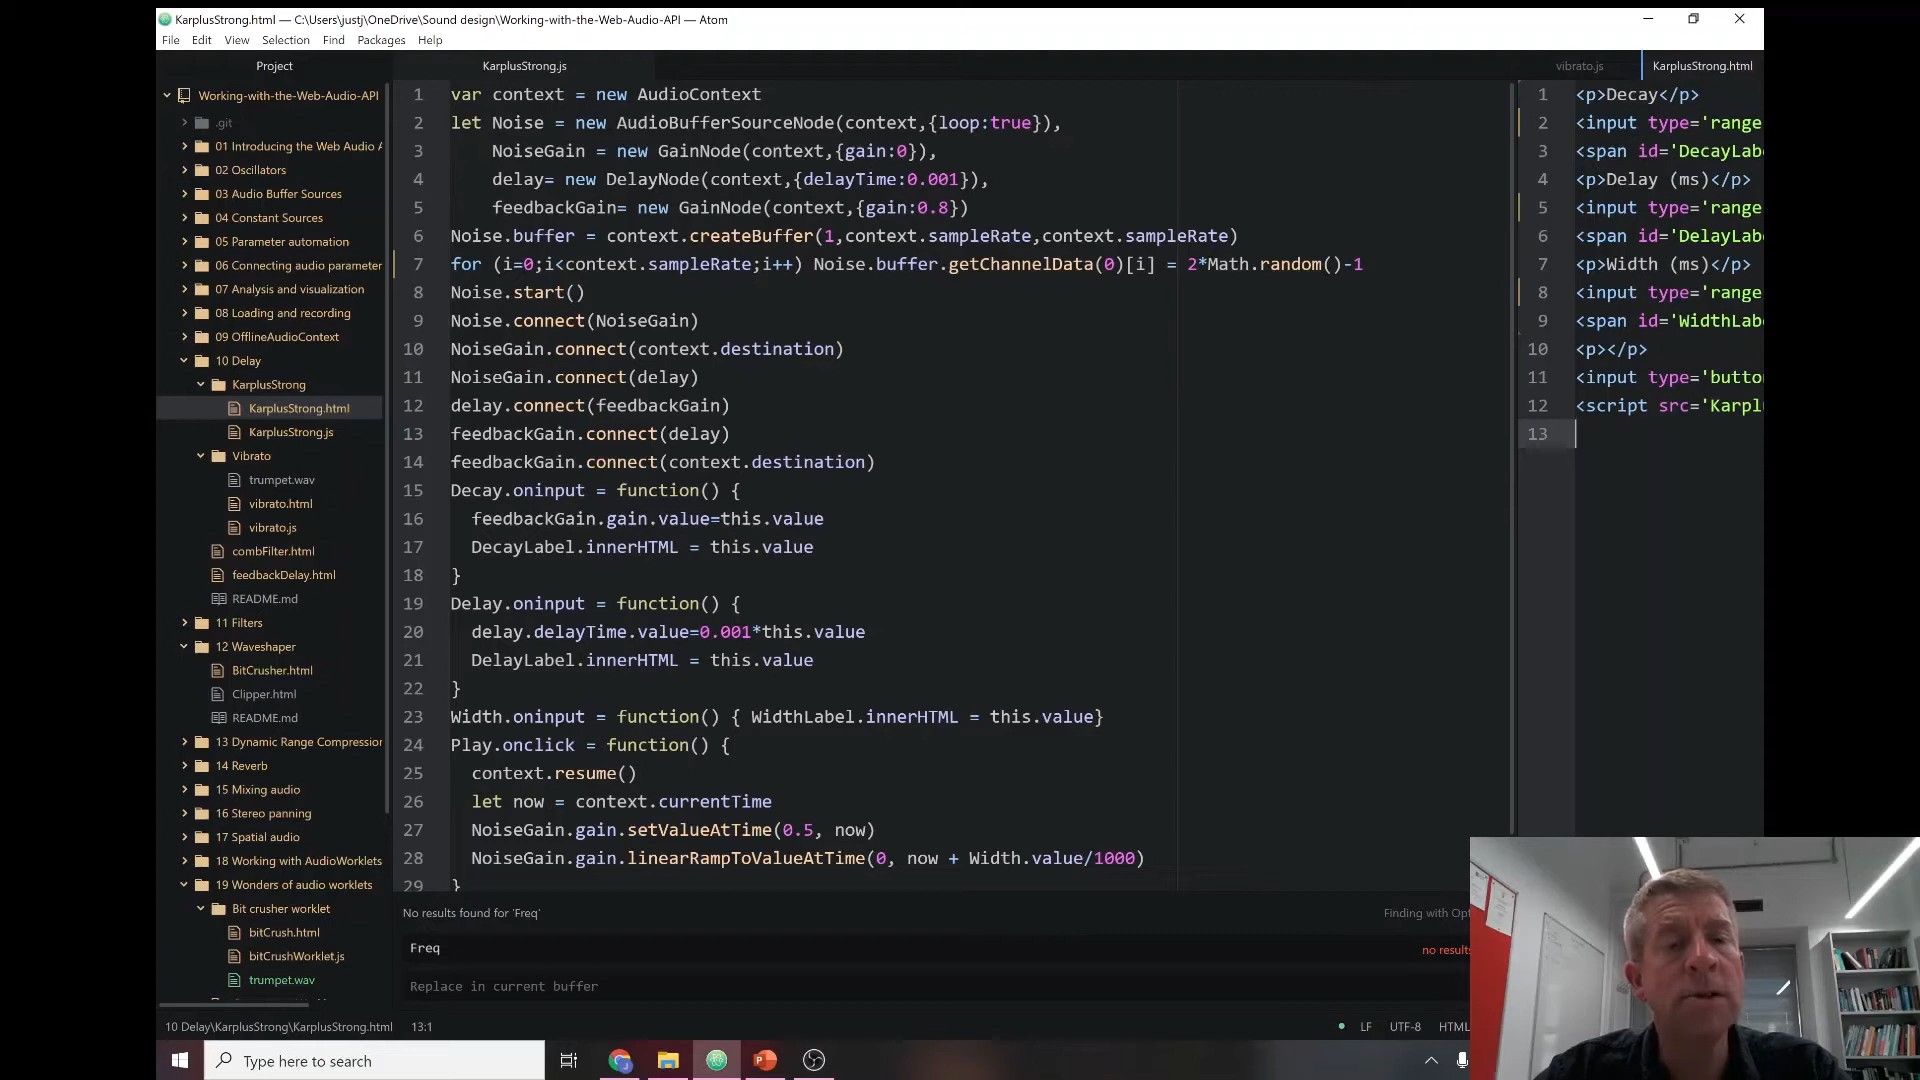 KarplusStrong.html — C:\Users\justj\OneDrive\Sound design\Working-with-the-Web-Audio-API — Atom
File Edit View Selection Find Packages Help
Project
Working-with-the-Web-Audio-API
.git
01 Introducing the Web Audio A
02 Oscillators
03 Audio Buffer Sources
04 Constant Sources
05 Parameter automation
06 Connecting audio parameter
07 Analysis and visualization
08 Loading and recording
09 OfflineAudioContext
10 Delay
KarplusStrong
KarplusStrong.html
KarplusStrong.js
Vibrato
trumpet.wav
vibrato.html
vibrato.js
combFilter.html
feedbackDelay.html
README.md
11 Filters
12 Waveshaper
BitCrusher.html
Clipper.html
README.md
13 Dynamic Range Compression
14 Reverb
15 Mixing audio
16 Stereo panning
17 Spatial audio
18 Working with AudioWorklets
19 Wonders of audio worklets
Bit crusher worklet
bitCrush.html
bitCrushWorklet.js
trumpet.wav
KarplusStrong.js
1 var context = new AudioContext
2 let Noise = new AudioBufferSourceNode(context,{loop:true}),
3 NoiseGain = new GainNode(context,{gain:0}),
4 delay= new DelayNode(context,{delayTime:0.001}),
5 feedbackGain= new GainNode(context,{gain:0.8})
6 Noise.buffer = context.createBuffer(1,context.sampleRate,context.sampleRate)
7 for (i=0;i<context.sampleRate;i++) Noise.buffer.getChannelData(0)[i] = 2*Math.random()-1
8 Noise.start()
9 Noise.connect(NoiseGain)
10 NoiseGain.connect(context.destination)
11 NoiseGain.connect(delay)
12 delay.connect(feedbackGain)
13 feedbackGain.connect(delay)
14 feedbackGain.connect(context.destination)
15 Decay.oninput = function() {
16 feedbackGain.gain.value=this.value
17 DecayLabel.innerHTML = this.value
18 }
19 Delay.oninput = function() {
20 delay.delayTime.value=0.001*this.value
21 DelayLabel.innerHTML = this.value
22 }
23 Width.oninput = function() { WidthLabel.innerHTML = this.value}
24 Play.onclick = function() {
25 context.resume()
26 let now = context.currentTime
27 NoiseGain.gain.setValueAtTime(0.5, now)
28 NoiseGain.gain.linearRampToValueAtTime(0, now + Width.value/1000)
29 }
vibrato.js KarplusStrong.html
1 <p>Decay</p>
2 <input type='range
3 <span id='DecayLabe
4 <p>Delay (ms)</p>
5 <input type='range
6 <span id='DelayLabe
7 <p>Width (ms)</p>
8 <input type='range
9 <span id='WidthLabe
10 <p></p>
11 <input type='butto
12 <script src='Karpl
13
No results found for 'Freq' Finding with Opt
Freq no results
Replace in current buffer
10 Delay\KarplusStrong\KarplusStrong.html 13:1 LF UTF-8 HTML
Type here to search